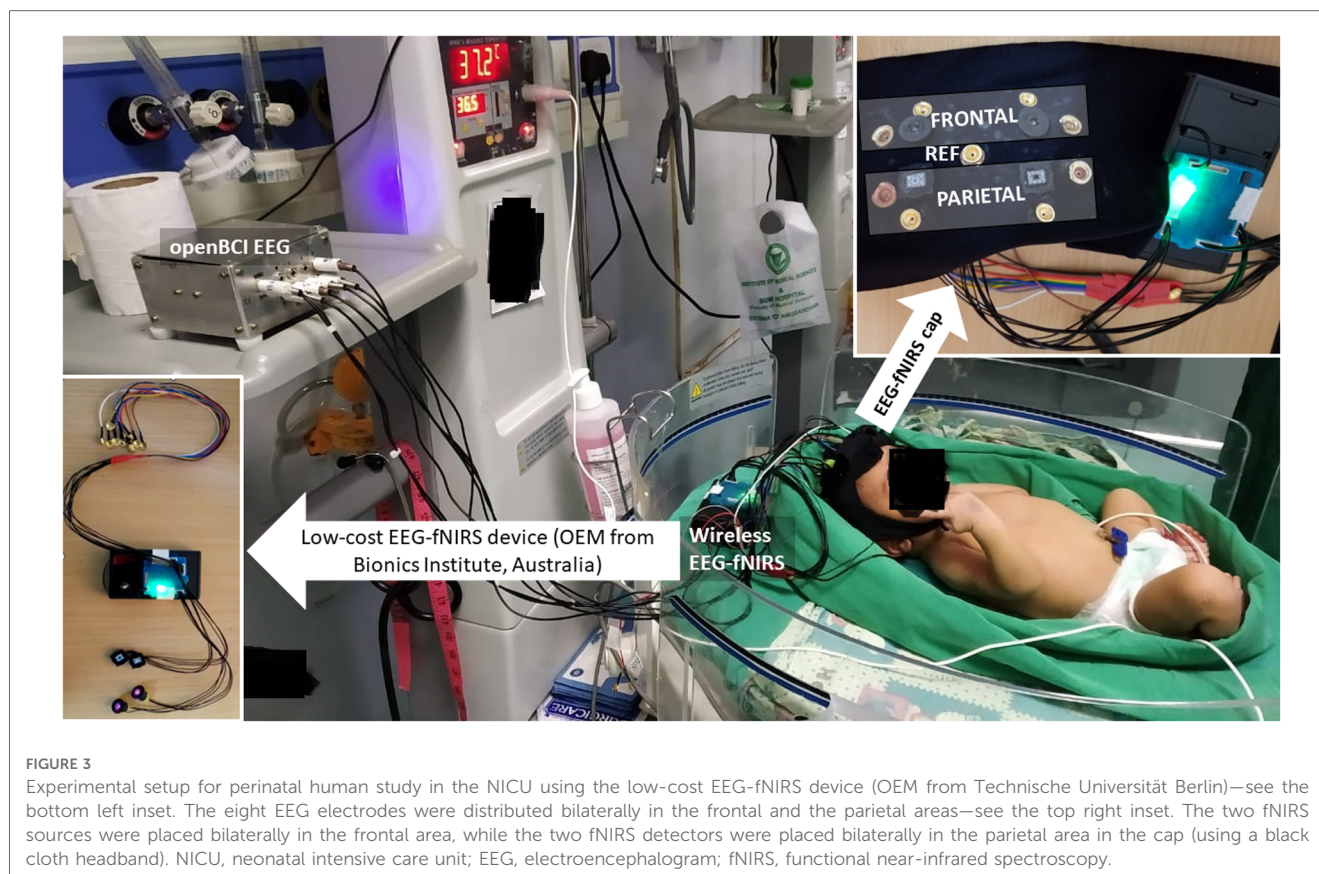 37.2
36.5
openBCI EEG
FRONTAL
REF
PARIETAL
INSTITUTE OF MEDICAL SCIENCES
&
SUM HOSPITAL
EEG-fNIRS cap
Low-cost EEG-fNIRS device (OEM from
Bionics Institute, Australia)
Wireless
EEG-fNIRS
FIGURE 3
Experimental setup for perinatal human study in the NICU using the low-cost EEG-fNIRS device (OEM from Technische Universität Berlin)—see the
bottom left inset. The eight EEG electrodes were distributed bilaterally in the frontal and the parietal areas—see the top right inset. The two fNIRS
sources were placed bilaterally in the frontal area, while the two fNIRS detectors were placed bilaterally in the parietal area in the cap (using a black
cloth headband). NICU, neonatal intensive care unit; EEG, electroencephalogram; fNIRS, functional near-infrared spectroscopy.